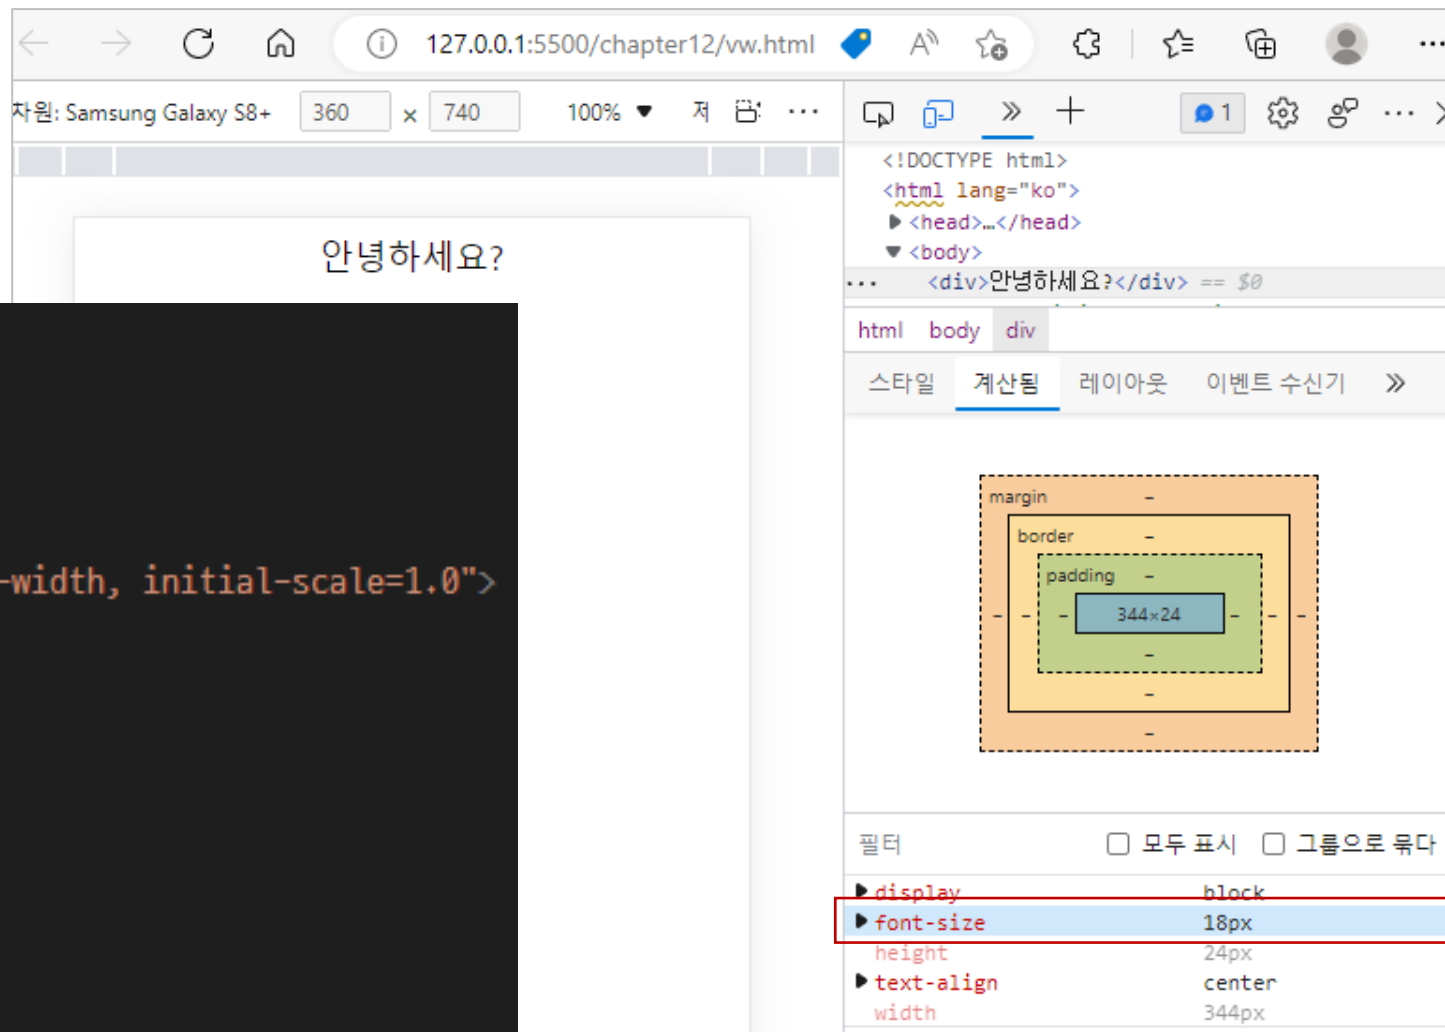 127.0.0.1:5500/chapter12/vw.html
차원: Samsung Galaxy S8+ 360 × 740 100% ▼ 저 ...
1
<!DOCTYPE html>
<html lang="ko">
<head>…</head>
<body>
<div>안녕하세요?</div> == $0
html body div
스타일 계산됨 레이아웃 이벤트 수신기
안녕하세요?
-width, initial-scale=1.0">
margin –
border –
padding –
– – – 344×24 – – –
–
–
–
필터 모두 표시 그룹으로 묶다
display block
font-size 18px
height 24px
text-align center
width 344px